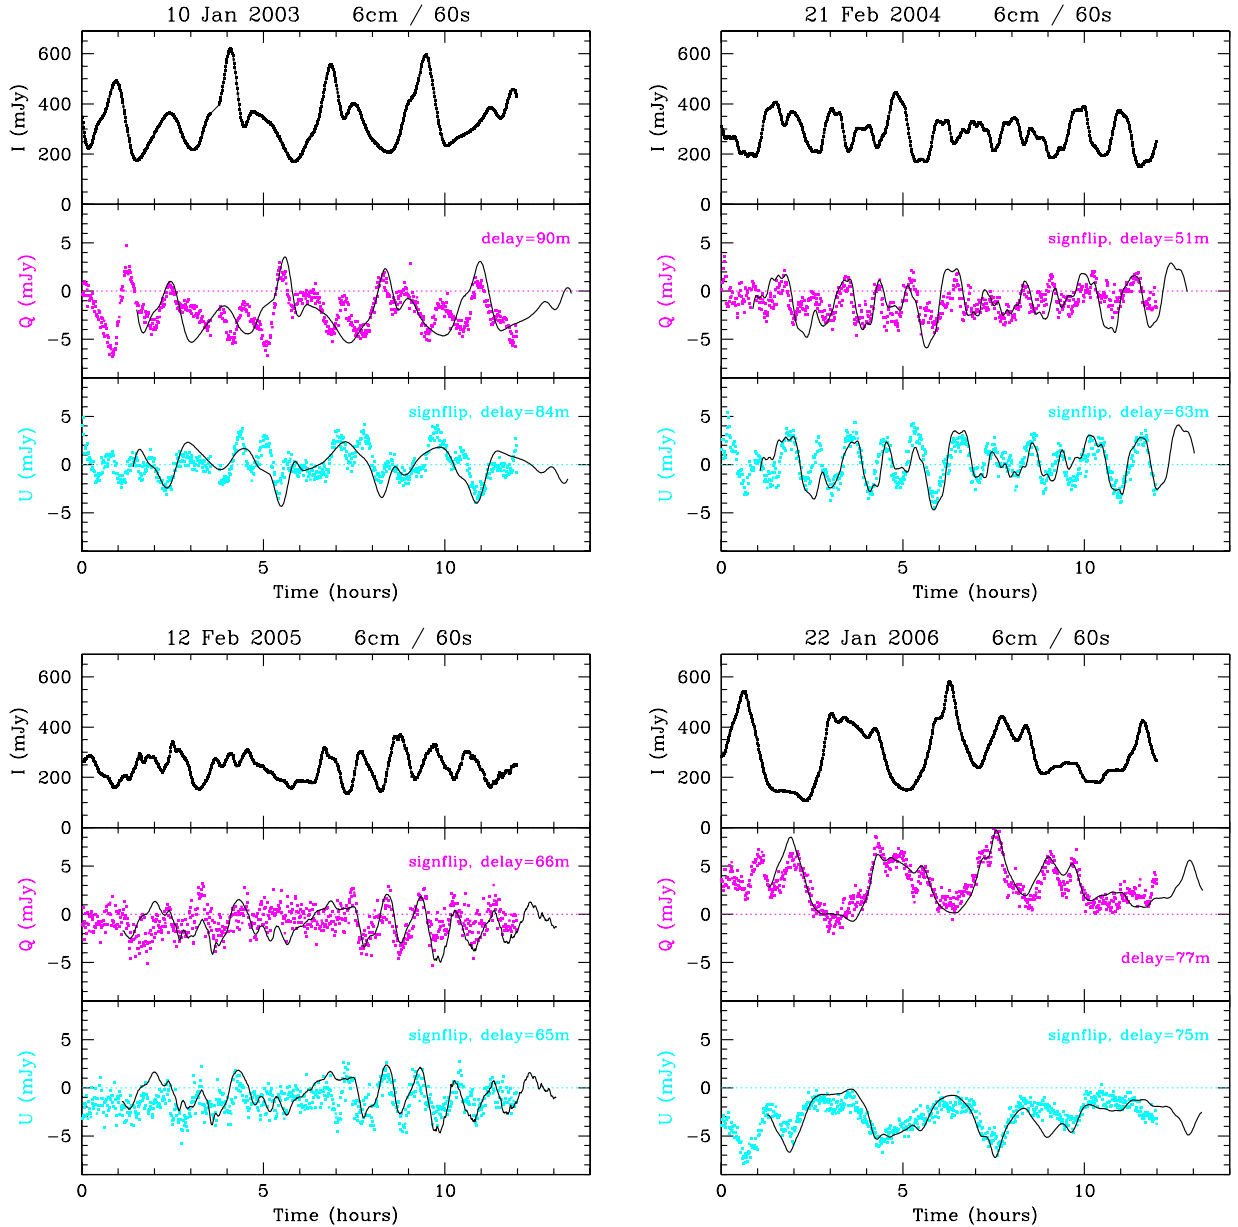 10 Jan 2003 6cm / 60s
600
400
200
0
I (mJy)
delay=90m
5
0
−5
Q (mJy)
signflip, delay=84m
5
0
−5
U (mJy)
0 5 10
Time (hours)
21 Feb 2004 6cm / 60s
600
400
200
0
I (mJy)
signflip, delay=51m
5
0
−5
Q (mJy)
signflip, delay=63m
5
0
−5
U (mJy)
0 5 10
Time (hours)
12 Feb 2005 6cm / 60s
600
400
200
0
I (mJy)
signflip, delay=66m
5
0
−5
Q (mJy)
signflip, delay=65m
5
0
−5
U (mJy)
0 5 10
Time (hours)
22 Jan 2006 6cm / 60s
600
400
200
0
I (mJy)
5
0
−5
Q (mJy)
delay=77m
signflip, delay=75m
5
0
−5
U (mJy)
0 5 10
Time (hours)